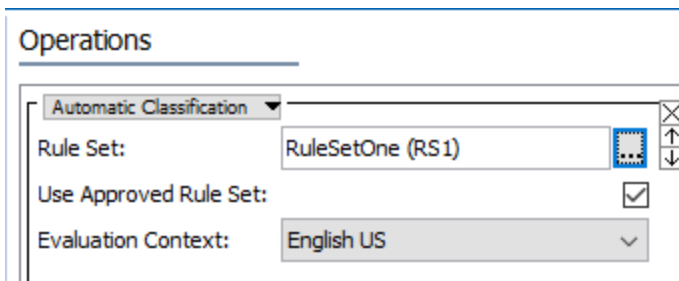 Operations
Automatic Classification
Rule Set: RuleSetOne (RS1) ...
Use Approved Rule Set:
Evaluation Context: English US